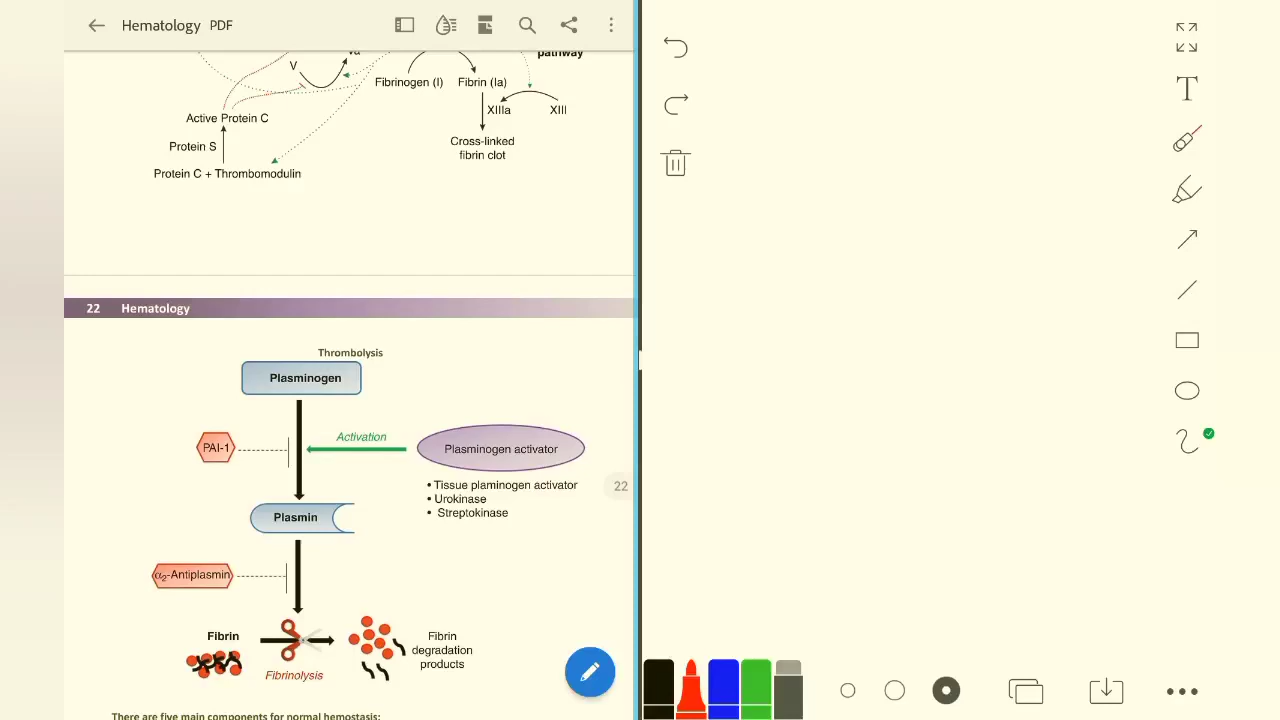 Hematology PDF
V
Va
pathway
Fibrinogen (I)
Fibrin (Ia)
XIIIa
XIII
Active Protein C
Protein S
Cross-linked
fibrin clot
Protein C + Thrombomodulin
22 Hematology
Thrombolysis
Plasminogen
PAI-1
Activation
Plasminogen activator
• Tissue plaminogen activator
• Urokinase
• Streptokinase
22
Plasmin
α2-Antiplasmin
Fibrin
Fibrinolysis
Fibrin
degradation
products
There are five main components for normal hemostasis:
T